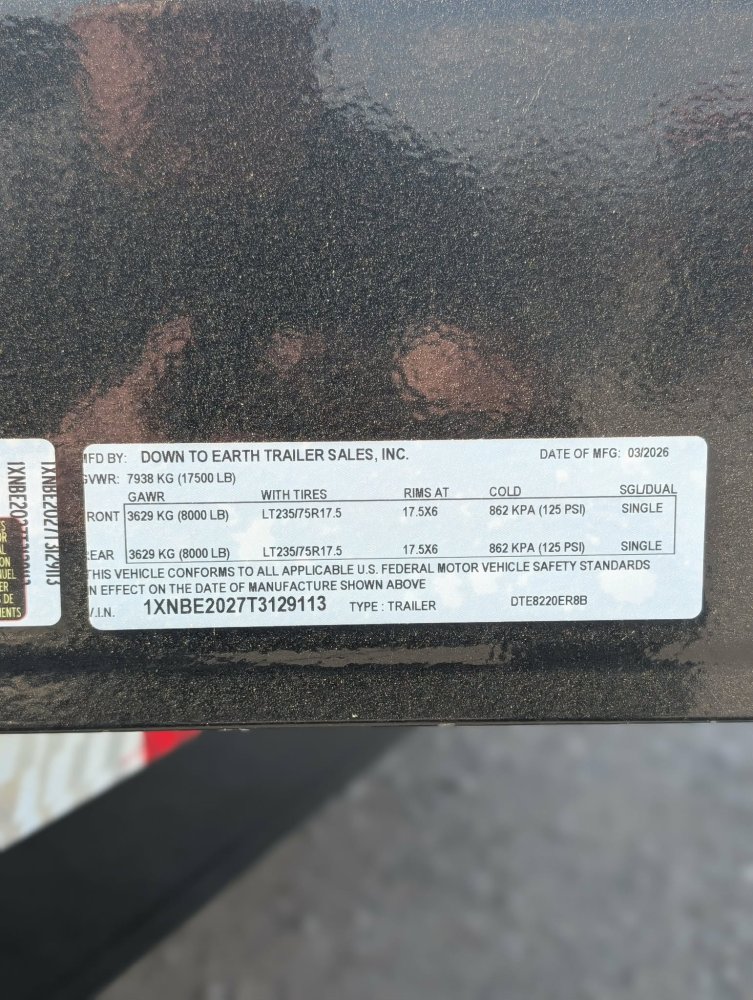 MFD BY: DOWN TO EARTH TRAILER SALES, INC. DATE OF MFG: 03/2026
GVWR: 7938 KG (17500 LB)
GAWR WITH TIRES RIMS AT COLD SGL/DUAL
FRONT 3629 KG (8000 LB) LT235/75R17.5 17.5X6 862 KPA (125 PSI) SINGLE
REAR 3629 KG (8000 LB) LT235/75R17.5 17.5X6 862 KPA (125 PSI) SINGLE
THIS VEHICLE CONFORMS TO ALL APPLICABLE U.S. FEDERAL MOTOR VEHICLE SAFETY STANDARDS
IN EFFECT ON THE DATE OF MANUFACTURE SHOWN ABOVE
V.I.N. 1XNBE2027T3129113 TYPE : TRAILER DTE8220ER8B